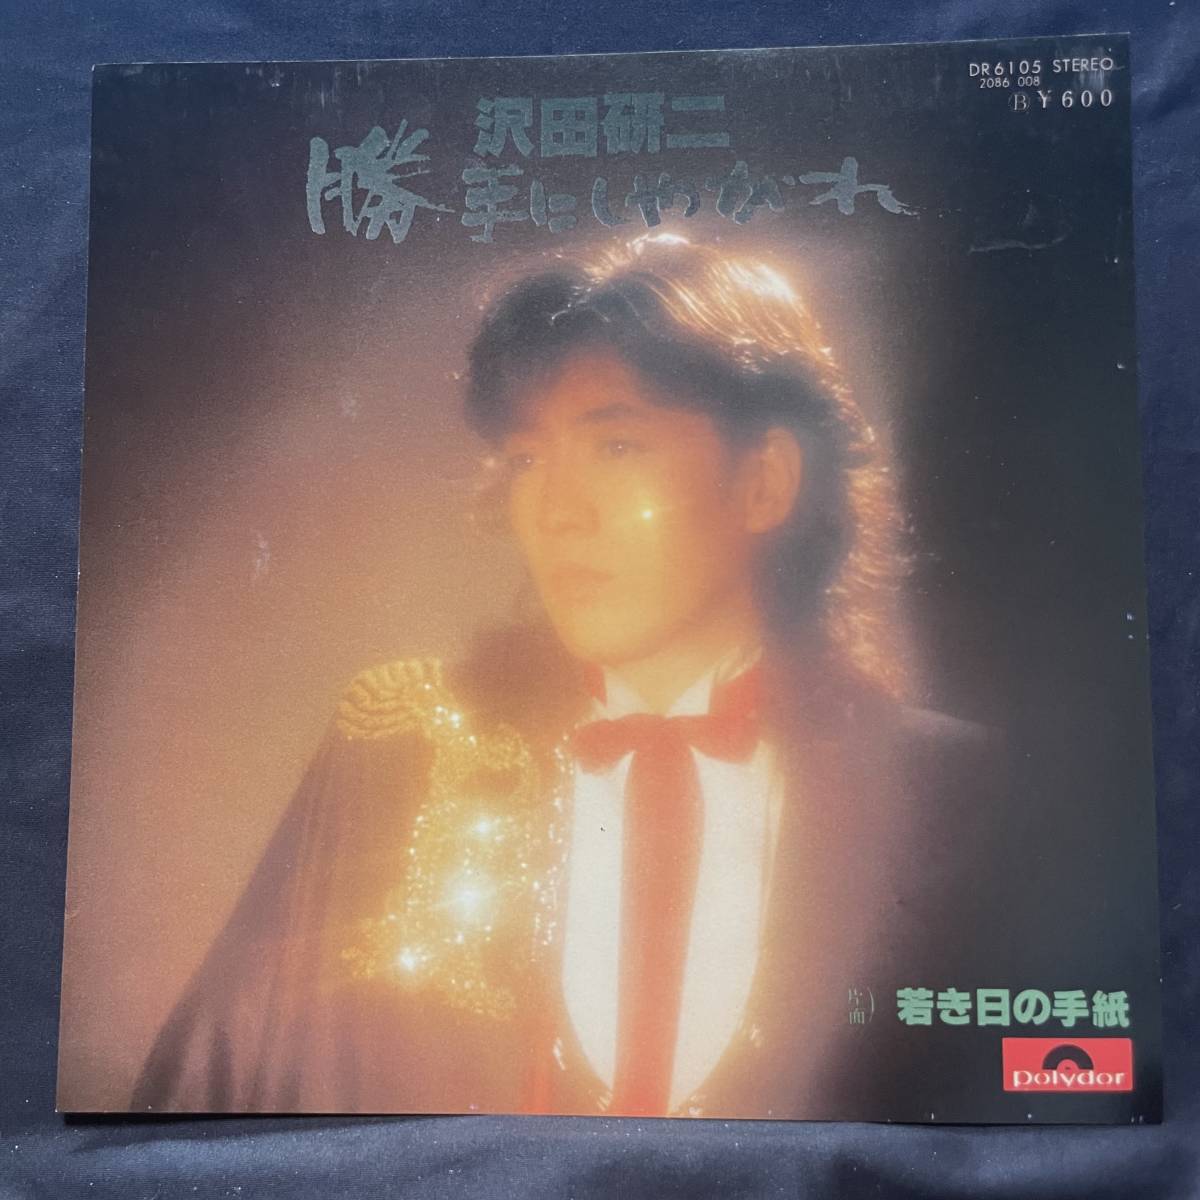 DR6105 STEREO
2086 008
Ⓑ ￥600
沢田研二
勝手にしやがれ
片面) 若き日の手紙
polydor